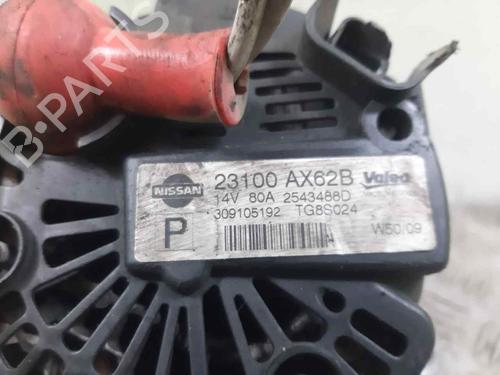 B-PARTS
NISSAN 23100 AX62B Valeo
14V 80A 2543488D
309105192 TG8S024
P W50/09